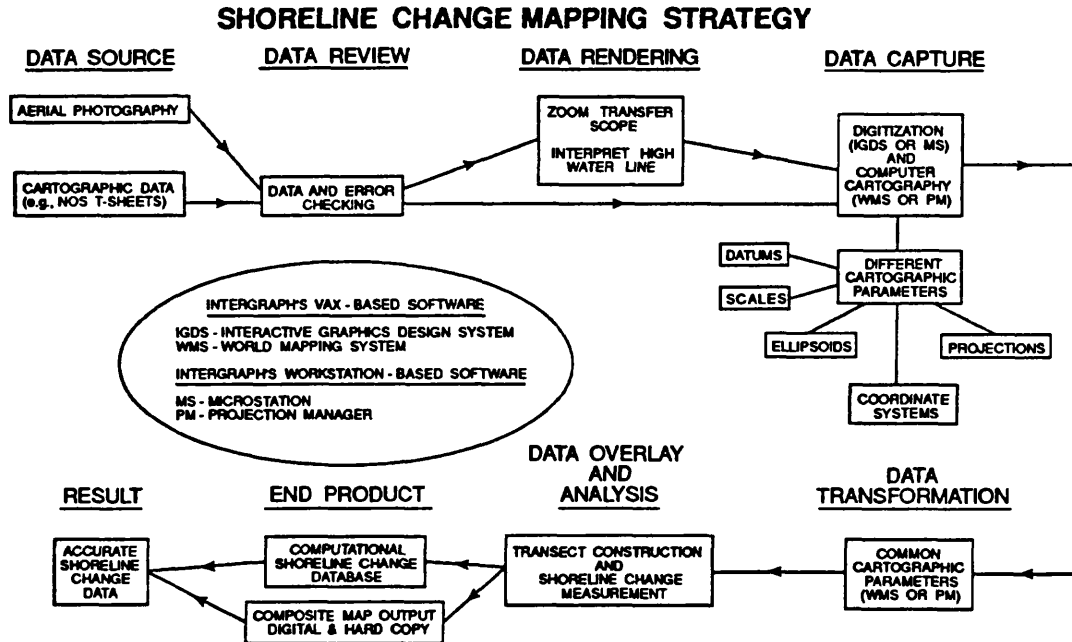 SHORELINE CHANGE MAPPING STRATEGY
DATA SOURCE
DATA REVIEW
DATA RENDERING
DATA CAPTURE
AERIAL PHOTOGRAPHY
CARTOGRAPHIC DATA
(e.g., NOS T-SHEETS)
DATA AND ERROR
CHECKING
ZOOM TRANSFER
SCOPE
INTERPRET HIGH
WATER LINE
DIGITIZATION
(IGDS OR MS)
AND
COMPUTER
CARTOGRAPHY
(WMS OR PM)
DATUMS
SCALES
DIFFERENT
CARTOGRAPHIC
PARAMETERS
ELLIPSOIDS
PROJECTIONS
COORDINATE
SYSTEMS
INTERGRAPH'S VAX - BASED SOFTWARE
IGDS - INTERACTIVE GRAPHICS DESIGN SYSTEM
WMS - WORLD MAPPING SYSTEM
INTERGRAPH'S WORKSTATION - BASED SOFTWARE
MS - MICROSTATION
PM - PROJECTION MANAGER
RESULT
END PRODUCT
DATA OVERLAY
AND
ANALYSIS
DATA
TRANSFORMATION
ACCURATE
SHORELINE
CHANGE
DATA
COMPUTATIONAL
SHORELINE CHANGE
DATABASE
COMPOSITE MAP OUTPUT
DIGITAL & HARD COPY
TRANSECT CONSTRUCTION
AND
SHORELINE CHANGE
MEASUREMENT
COMMON
CARTOGRAPHIC
PARAMETERS
(WMS OR PM)